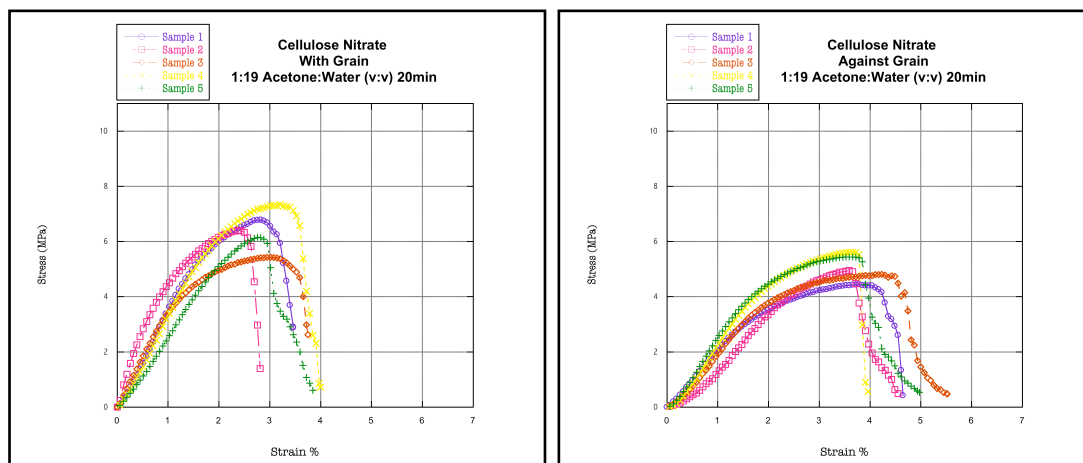 Sample 1
Sample 2
Sample 3
Sample 4
Sample 5
Cellulose Nitrate
With Grain
1:19 Acetone:Water (v:v) 20min
10
8
6
4
2
0
Stress (MPa)
0 1 2 3 4 5 6 7
Strain %
Sample 1
Sample 2
Sample 3
Sample 4
Sample 5
Cellulose Nitrate
Against Grain
1:19 Acetone:Water (v:v) 20min
10
8
6
4
2
0
Stress (MPa)
0 1 2 3 4 5 6 7
Strain %